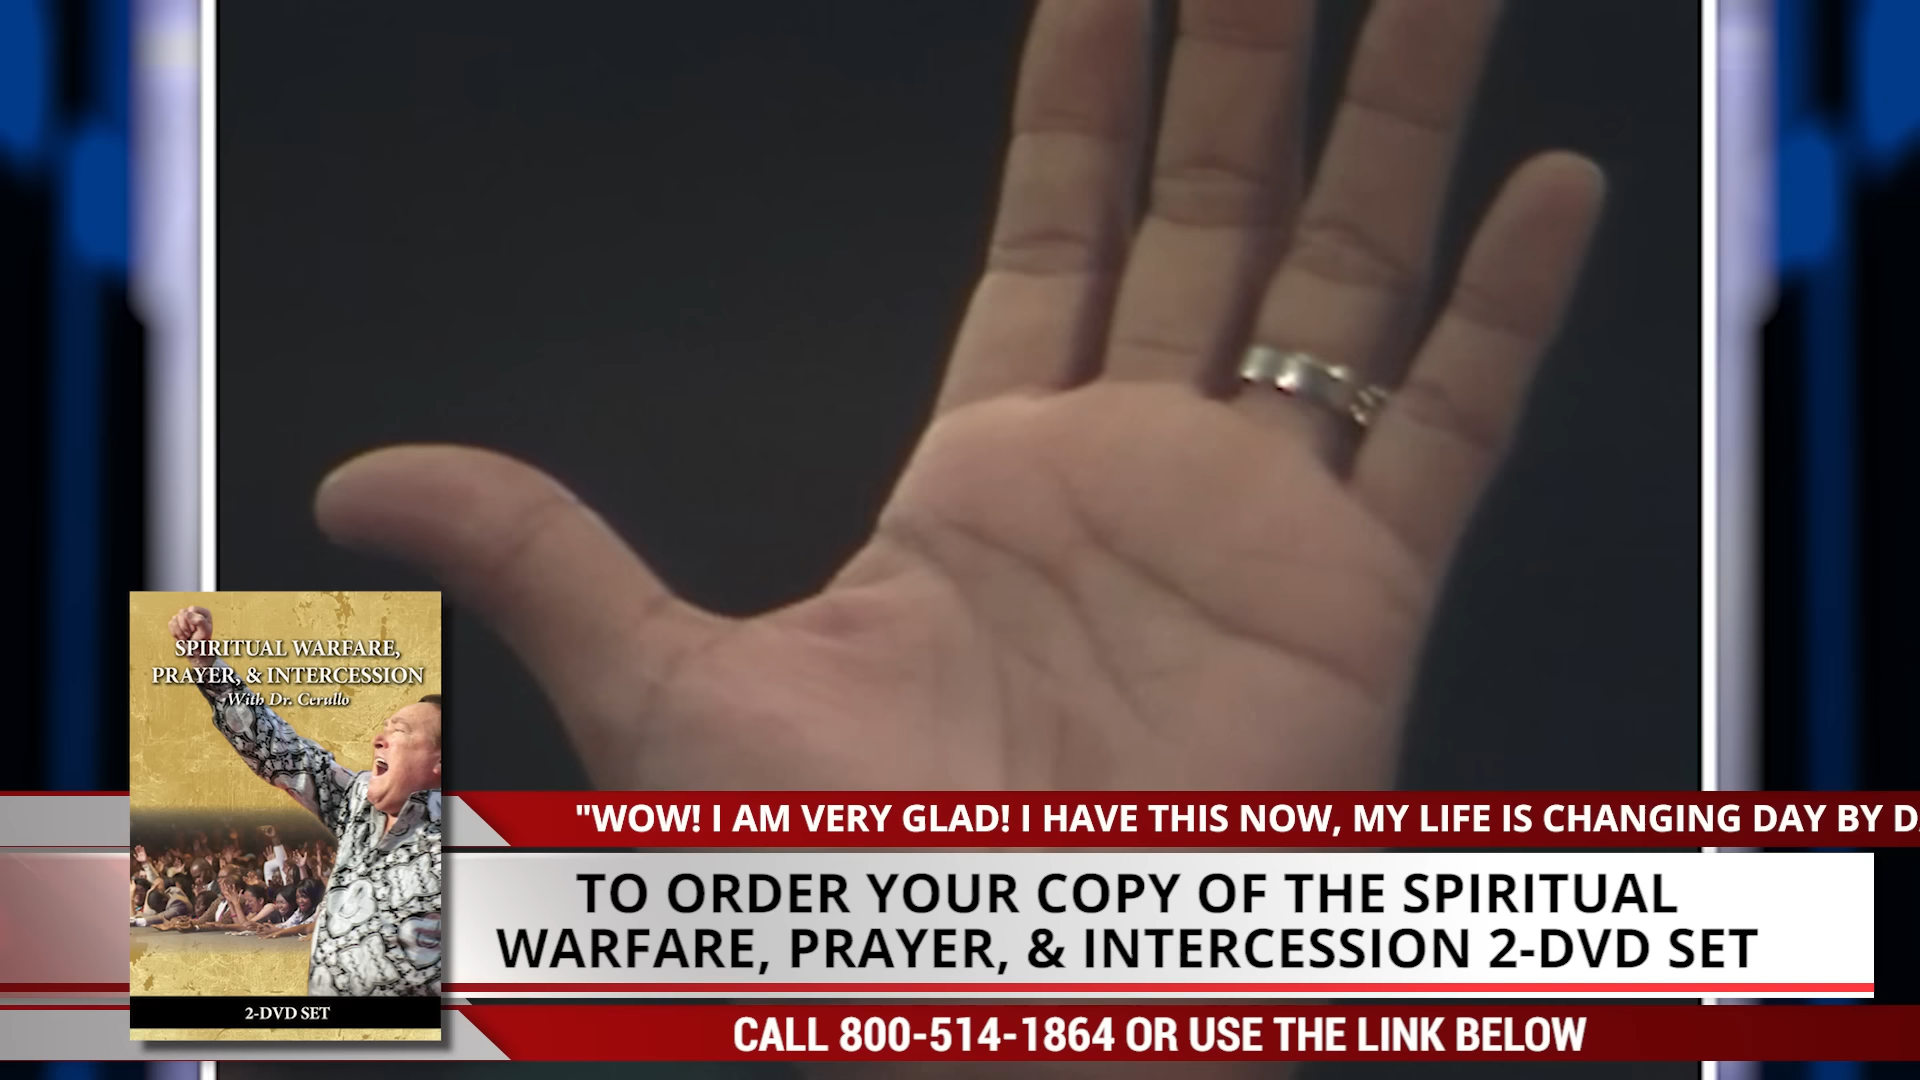 SPIRITUAL WARFARE,
PRAYER, & INTERCESSION
With Dr. Cerullo
2-DVD SET
"WOW! I AM VERY GLAD! I HAVE THIS NOW, MY LIFE IS CHANGING DAY BY
TO ORDER YOUR COPY OF THE SPIRITUAL
WARFARE, PRAYER, & INTERCESSION 2-DVD SET
CALL 800-514-1864 OR USE THE LINK BELOW